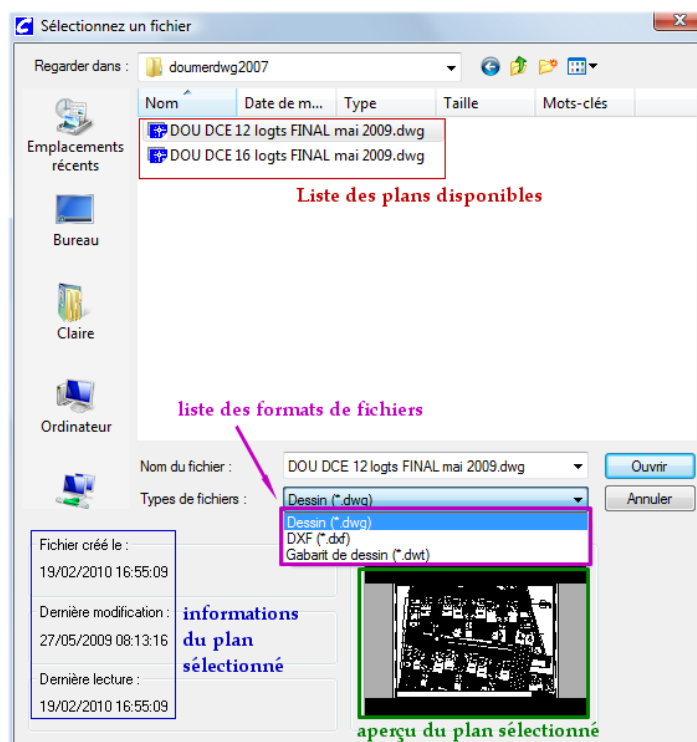 Sélectionnez un fichier
Regarder dans :
doumerdwg2007
Nom Date de m... Type Taille Mots-clés
DOU DCE 12 logts FINAL mai 2009.dwg
DOU DCE 16 logts FINAL mai 2009.dwg
Liste des plans disponibles
Emplacements
récents
Bureau
Claire
Ordinateur
liste des formats de fichiers
Nom du fichier : DOU DCE 12 logts FINAL mai 2009.dwg Ouvrir
Types de fichiers : Dessin (*.dwg) Annuler
Dessin (*.dwg)
DXF (*.dxf)
Gabarit de dessin (*.dwt)
Fichier créé le :
19/02/2010 16:55:09
Dernière modification :
27/05/2009 08:13:16
Dernière lecture :
19/02/2010 16:55:09
informations
du plan
sélectionné
aperçu du plan sélectionné